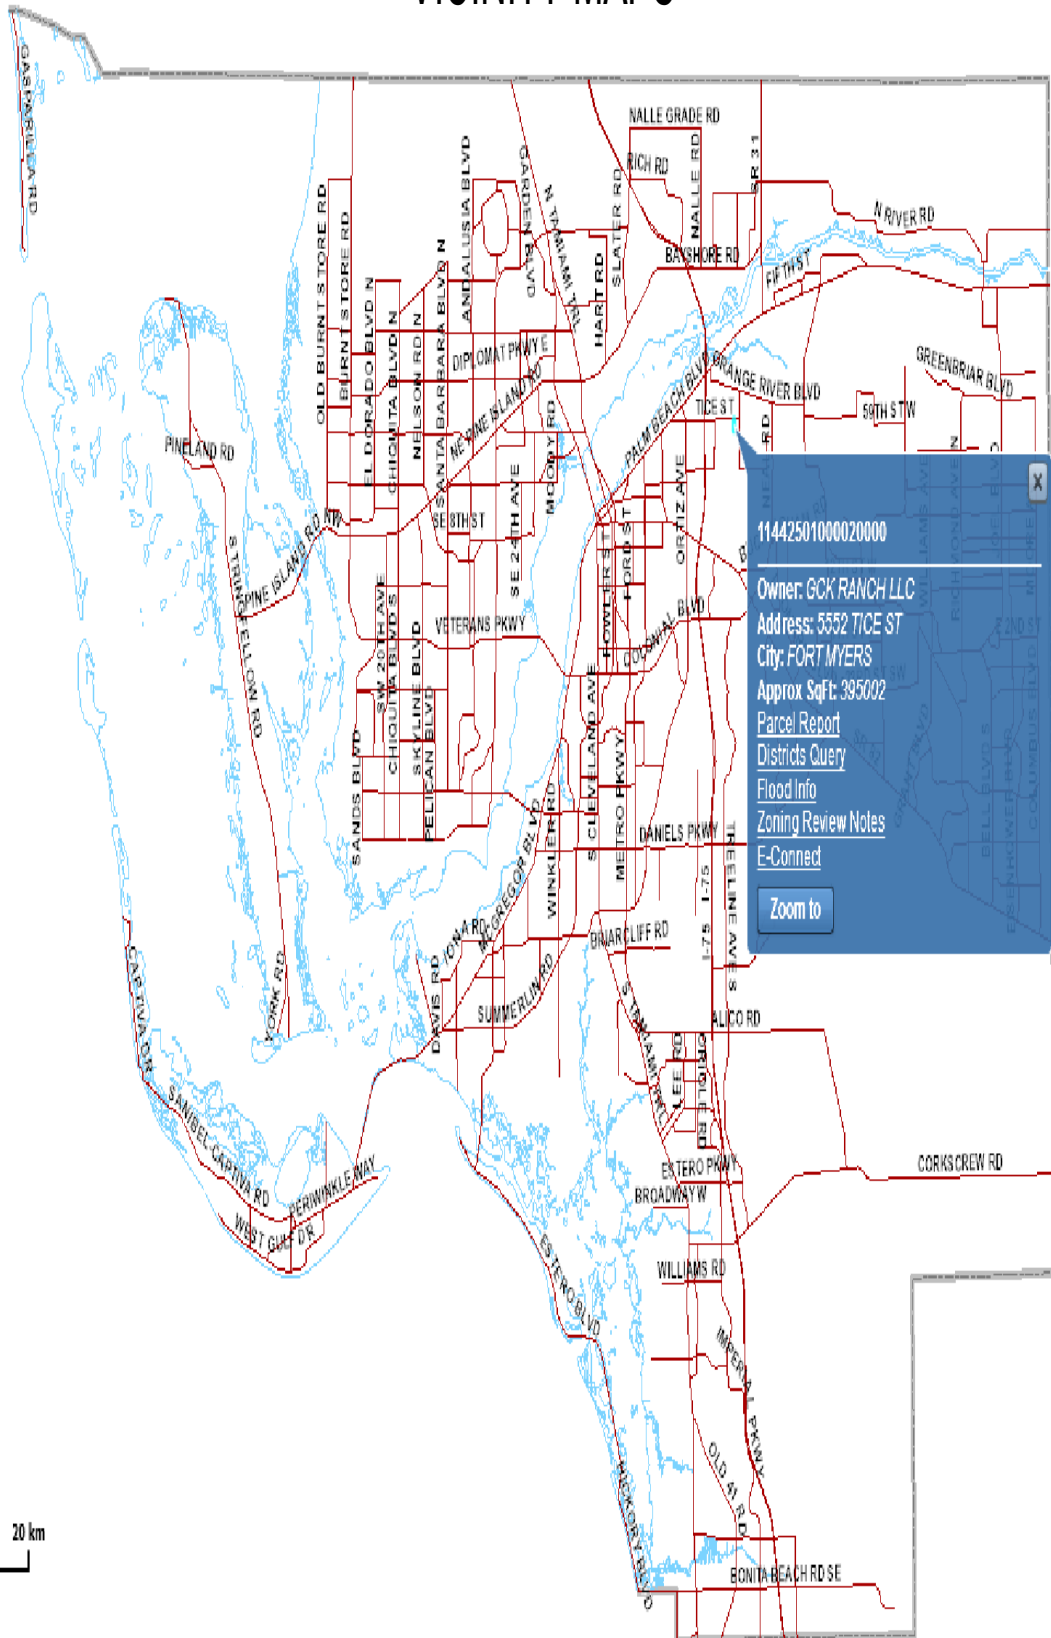 VICINITY MAPS
GASPARILLA RD
NALLE GRADE RD
RICH RD
NALLE RD
SR 31
N RIVER RD
OLD BURNT STORE RD
BURNT STORE RD
ANDALUSIA BLVD
GARDEN BLVD
N TAMIAMI TRL
SLATER RD
HART RD
BAYSHORE RD
FIFTH ST
EL DORADO BLVD N
CHIQUITA BLVD N
NELSON RD N
SANTA BARBARA BLVD N
DIPLOMAT PKWY E
NE PINE ISLAND RD
PALM BEACH BLVD
ORANGE RIVER BLVD
GREENBRIAR BLVD
TICE ST
59TH ST W
PINELAND RD
MOODY RD
SE 24TH AVE
SE 8TH ST
ORTIZ AVE
FORD ST
FOWLER ST
PINE ISLAND RD NW
STRINGFELLOW RD
11442501000020000
Owner: GCK RANCH LLC
Address: 5552 TICE ST
City: FORT MYERS
Approx SqFt: 395002
Parcel Report
Districts Query
Flood Info
Zoning Review Notes
E-Connect
Zoom to
VETERANS PKWY
COLONIAL BLVD
SW 20TH AVE
CHIQUITA BLVD S
SKYLINE BLVD
PELICAN BLVD
SANDS BLVD
S CLEVELAND AVE
METRO PKWY
WINKLER RD
DANIELS PKWY
TREELINE AVE S
I-75
I-75
I-75
MCGREGOR BLVD
IONA RD
BRIARCLIFF RD
DAVIS RD
SUMMERLIN RD
S TAMIAMI TRL
ALICO RD
LEE RD
ORIOLE RD
YORK RD
CAPTIVA DR
SANIBEL-CAPTIVA RD
PERIWINKLE WAY
WEST GULF DR
ESTERO PKWY
BROADWAY W
CORKSCREW RD
ESTERO BLVD
WILLIAMS RD
IMPERIAL PKWY
OLD 41 RD
HICKORY BLVD
BONITA BEACH RD SE
20 km